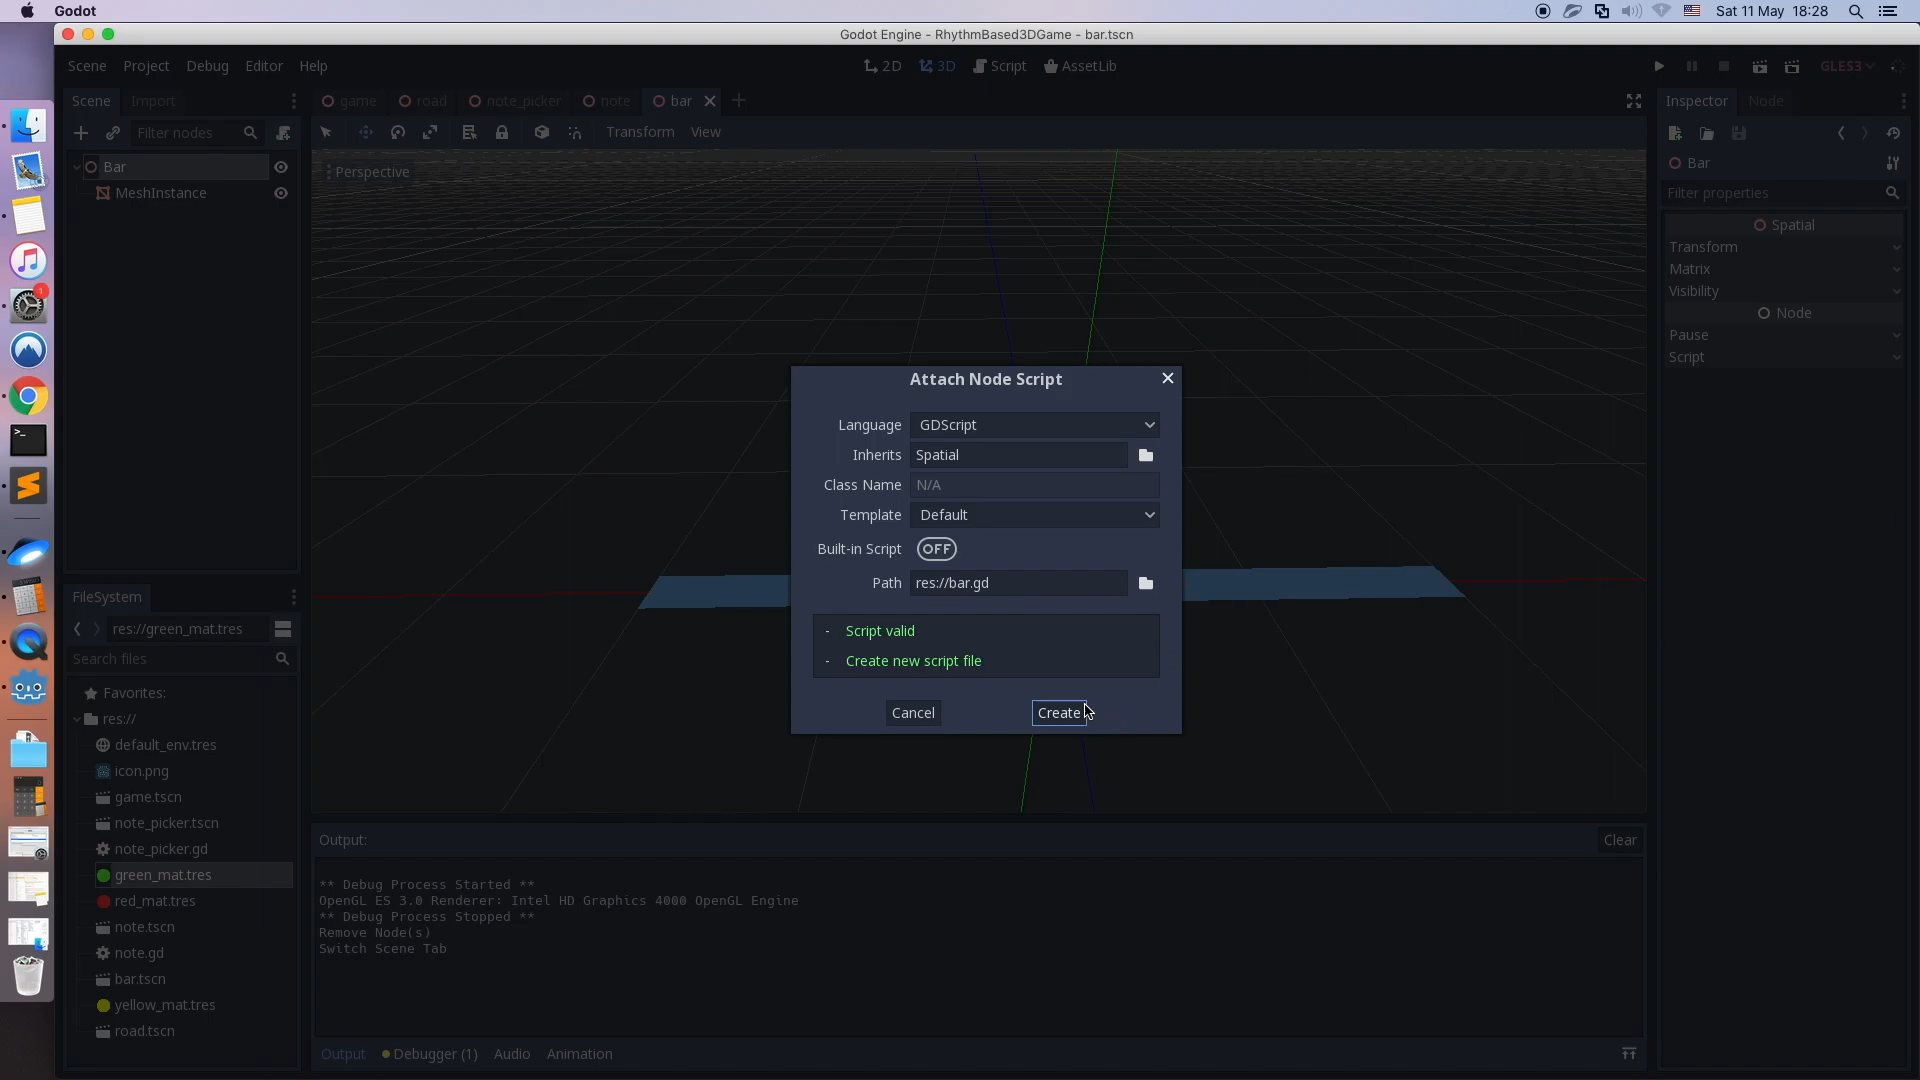 Godot
Sat 11 May 18:28
Godot Engine - RhythmBased3DGame - bar.tscn
Scene Project Debug Editor Help
2D 3D Script AssetLib
GLES3
Scene Import
game road note_picker note bar
Inspector Node
Filter nodes
Transform View
Bar
MeshInstance
Perspective
Bar
Filter properties
Spatial
Transform
Matrix
Visibility
Node
Pause
Script
Attach Node Script
Language GDScript
Inherits Spatial
Class Name N/A
Template Default
Built-in Script OFF
Path res://bar.gd
- Script valid
- Create new script file
Cancel Create
FileSystem
res://green_mat.tres
Search files
Favorites:
res://
default_env.tres
icon.png
game.tscn
note_picker.tscn
note_picker.gd
green_mat.tres
red_mat.tres
note.tscn
note.gd
bar.tscn
yellow_mat.tres
road.tscn
Output:
Clear
** Debug Process Started **
OpenGL ES 3.0 Renderer: Intel HD Graphics 4000 OpenGL Engine
** Debug Process Stopped **
Remove Node(s)
Switch Scene Tab
Output Debugger (1) Audio Animation
1